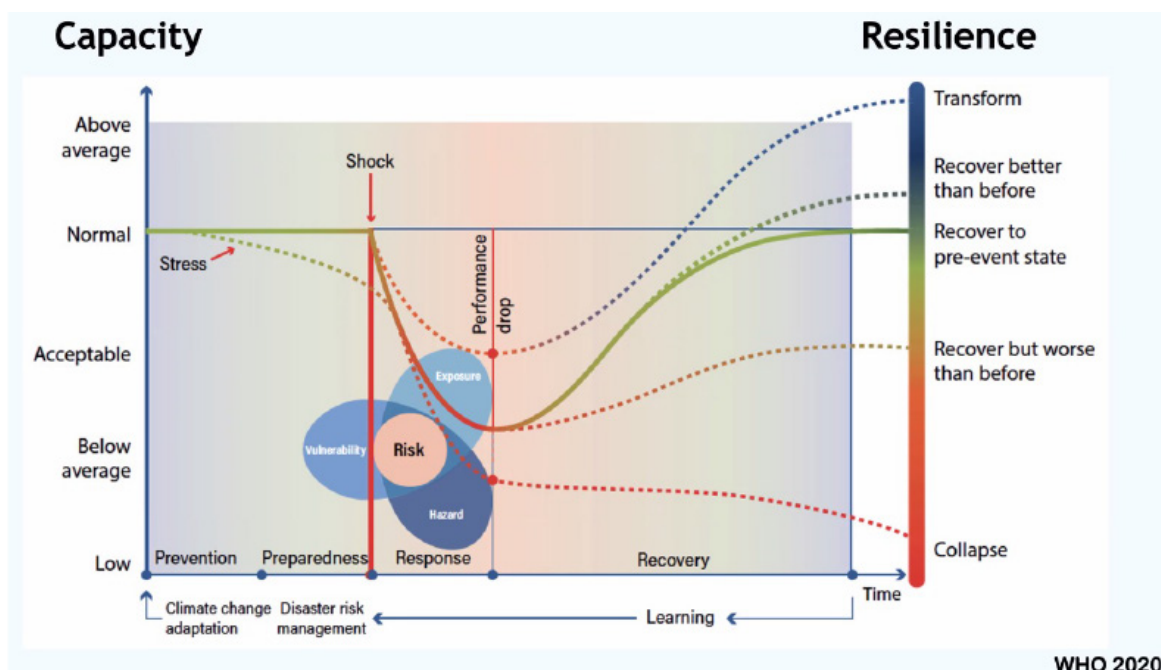 Capacity
Resilience
Above
average
Normal
Acceptable
Below
average
Low
Shock
Stress
Performance
drop
Exposure
Vulnerability
Risk
Hazard
Prevention
Preparedness
Response
Recovery
Time
Climate change
adaptation
Disaster risk
management
Learning
Transform
Recover better
than before
Recover to
pre-event state
Recover but worse
than before
Collapse
WHO 2020